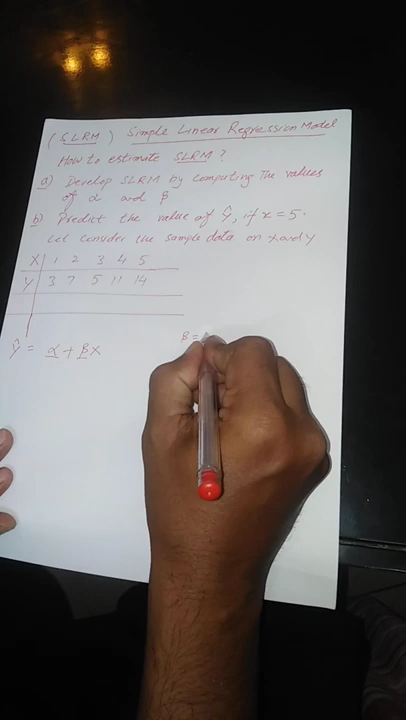 (SLRM) Simple Linear Regression Model
How to estimate SLRM?
a) Develop SLRM by computing the values
of α and β
b) Predict the value of Ŷ, if x=5.
Let consider the sample data on x and y
X 1 2 3 4 5
Y 3 7 5 11 14
Ŷ = α + βX
β =